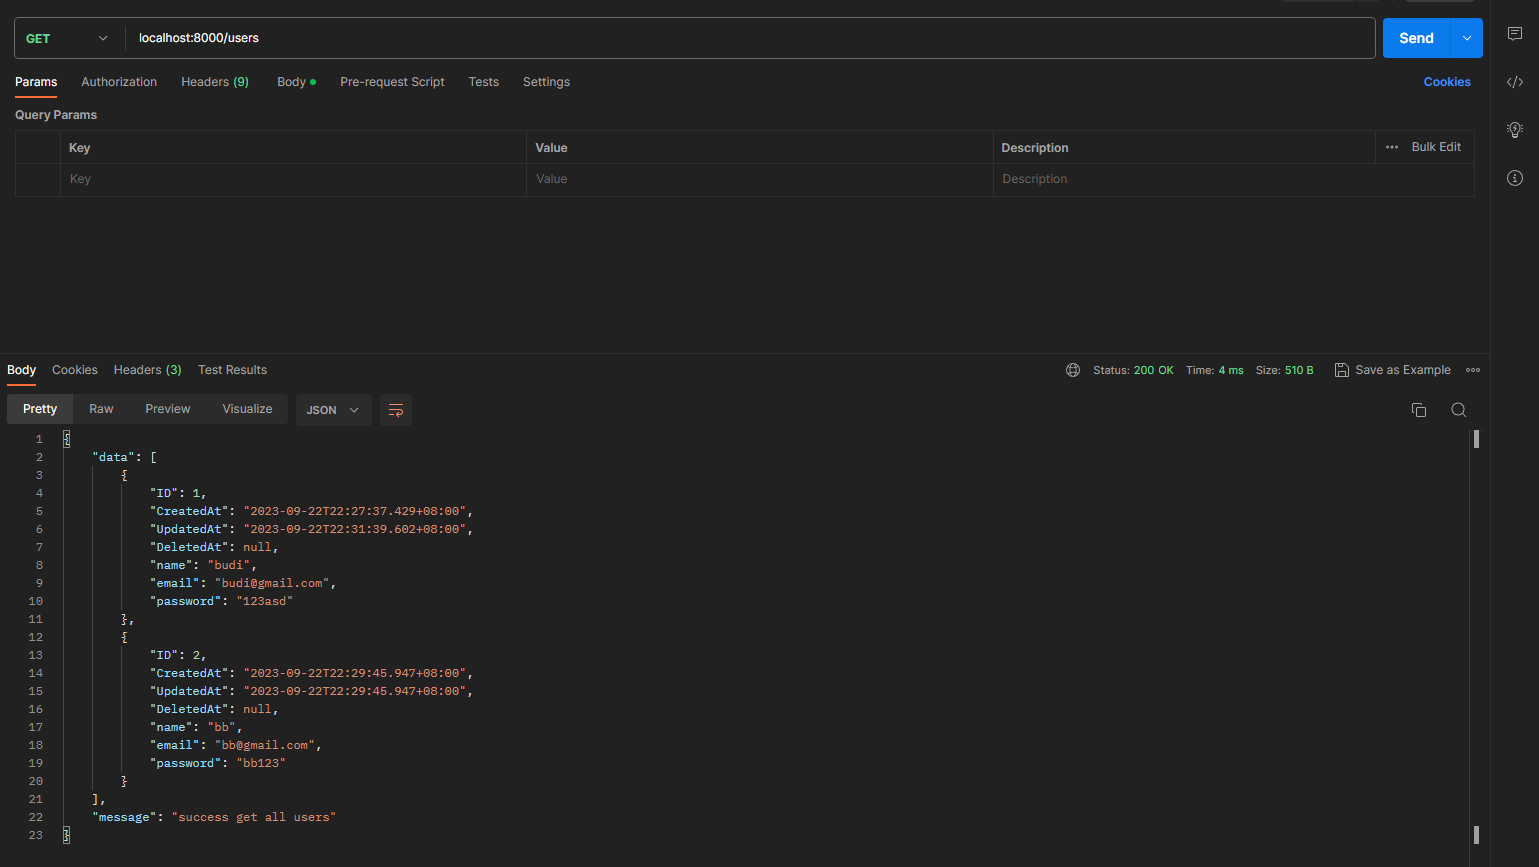 GET localhost:8000/users Send
Params Authorization Headers (9) Body Pre-request Script Tests Settings Cookies
Query Params
Key Value Description Bulk Edit
Key Value Description
Body Cookies Headers (3) Test Results Status: 200 OK Time: 4 ms Size: 510 B Save as Example
Pretty Raw Preview Visualize JSON
1 {
2 "data": [
3 {
4 "ID": 1,
5 "CreatedAt": "2023-09-22T22:27:37.429+08:00",
6 "UpdatedAt": "2023-09-22T22:31:39.602+08:00",
7 "DeletedAt": null,
8 "name": "budi",
9 "email": "budi@gmail.com",
10 "password": "123asd"
11 },
12 {
13 "ID": 2,
14 "CreatedAt": "2023-09-22T22:29:45.947+08:00",
15 "UpdatedAt": "2023-09-22T22:29:45.947+08:00",
16 "DeletedAt": null,
17 "name": "bb",
18 "email": "bb@gmail.com",
19 "password": "bb123"
20 }
21 ],
22 "message": "success get all users"
23 }